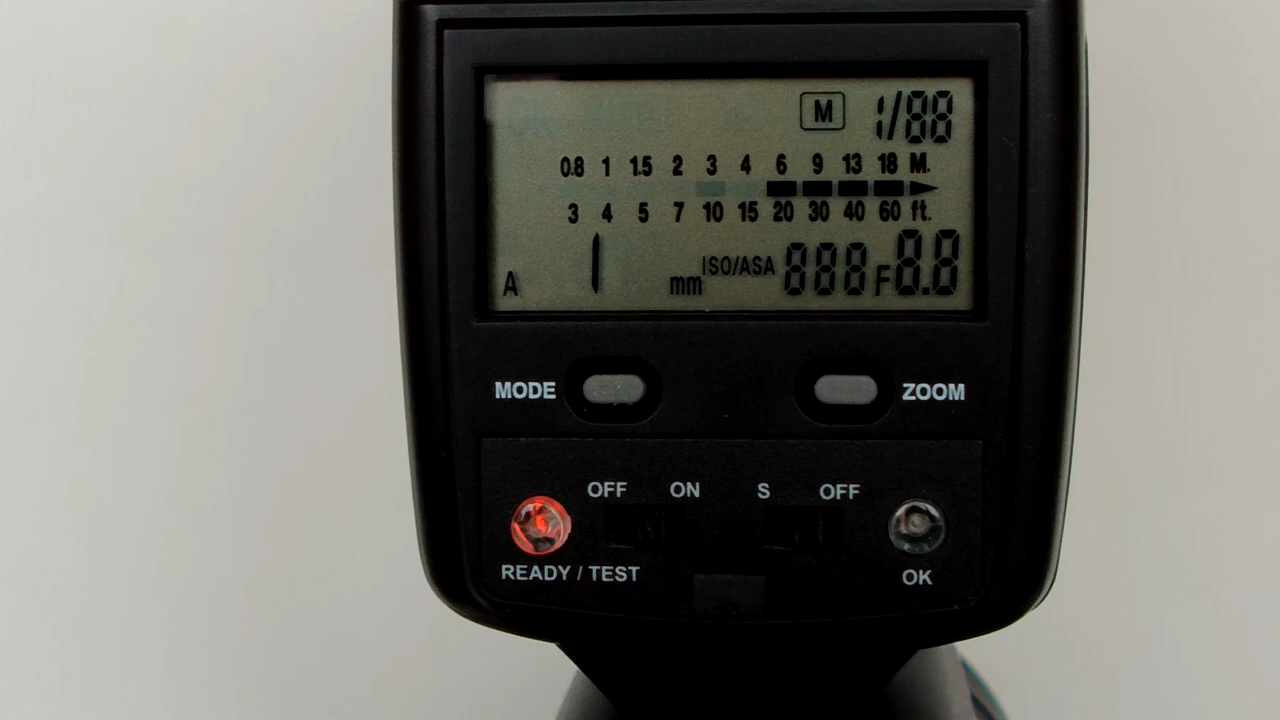 M 1/88
0.8 1 1.5 2 3 4 6 9 13 18 M.
3 4 5 7 10 15 20 30 40 60 ft.
A mm ISO/ASA 888 F8.8
MODE ZOOM
OFF ON S OFF
READY / TEST OK